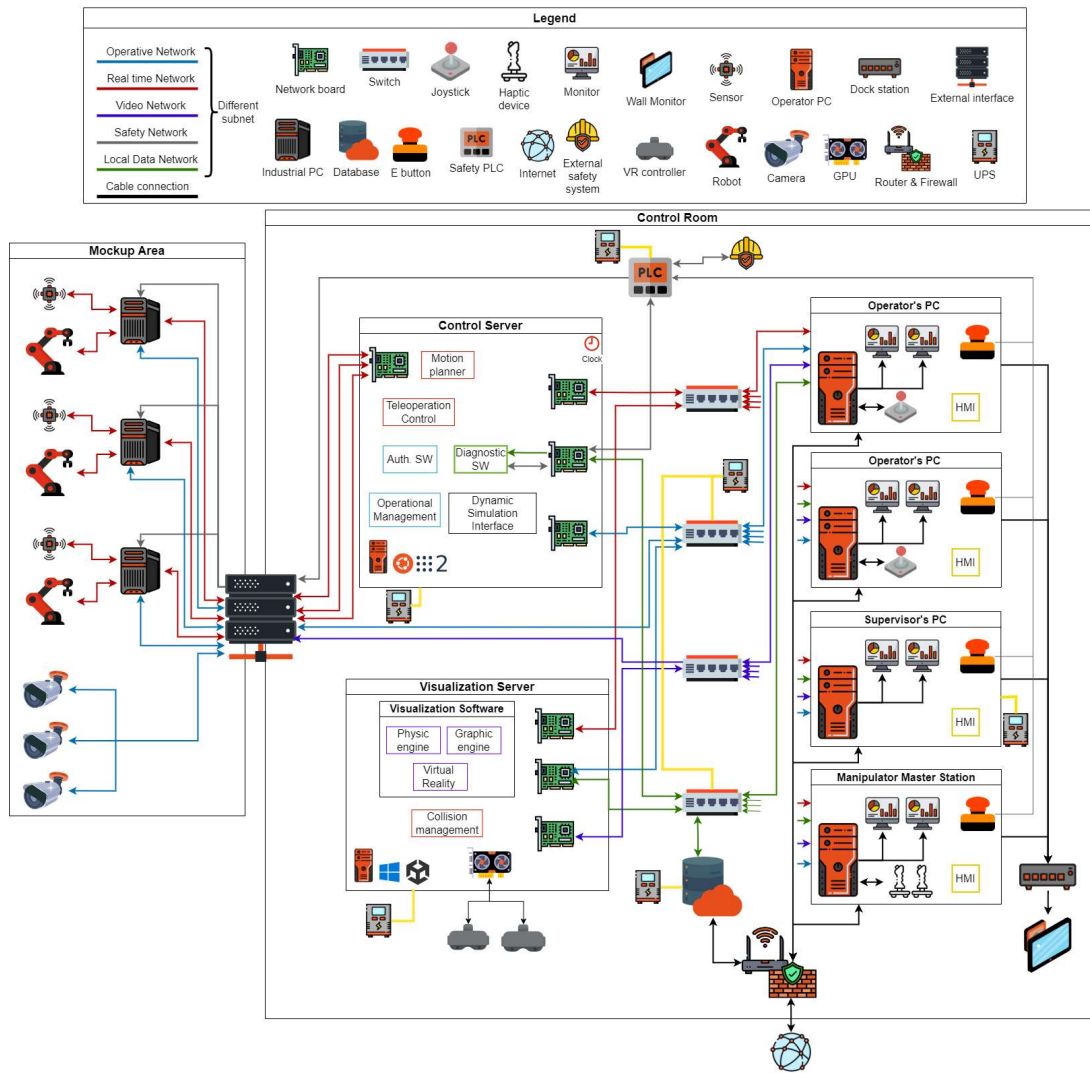 Legend
Operative Network
Real time Network
Video Network
Safety Network
Local Data Network
Cable connection
Different
subnet
Network board
Switch
Joystick
Haptic
device
Monitor
Wall Monitor
Sensor
Operator PC
Dock station
External interface
Industrial PC
Database
E button
PLC
Safety PLC
Internet
External
safety
system
VR controller
Robot
Camera
GPU
Router & Firewall
UPS
Control Room
Mockup Area
PLC
Control Server
Clock
Motion
planner
Teleoperation
Control
Auth. SW
Diagnostic
SW
Operational
Management
Dynamic
Simulation
Interface
2
Visualization Server
Visualization Software
Physic
engine
Graphic
engine
Virtual
Reality
Collision
management
Operator's PC
HMI
Operator's PC
HMI
Supervisor's PC
HMI
Manipulator Master Station
HMI